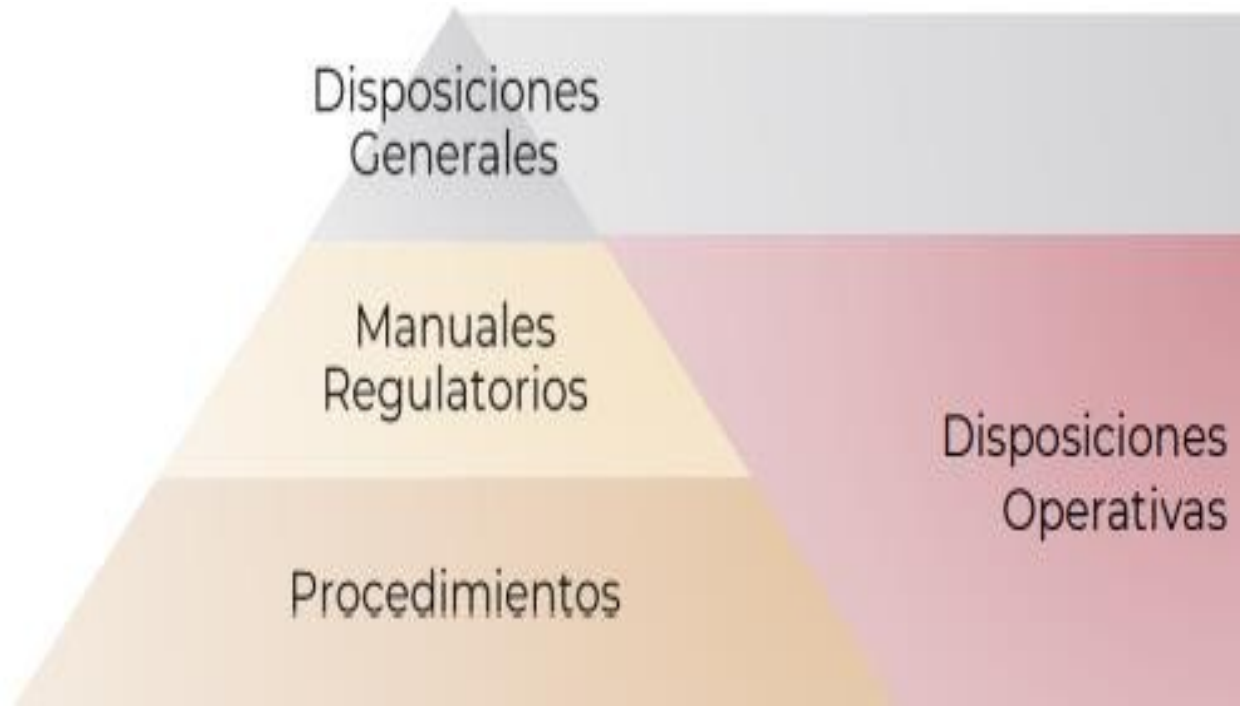 Disposiciones
Generales
Manuales
Regulatorios
Disposiciones
Operativas
Procedimientos